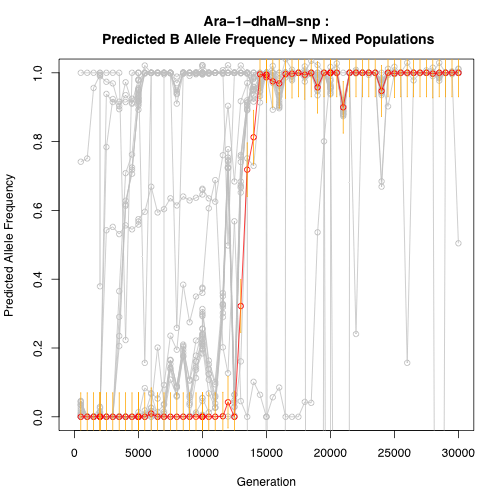 Ara−1−dhaM−snp :
Predicted B Allele Frequency − Mixed Populations
Predicted Allele Frequency
1.0
0.8
0.6
0.4
0.2
0.0
0 5000 10000 15000 20000 25000 30000
Generation